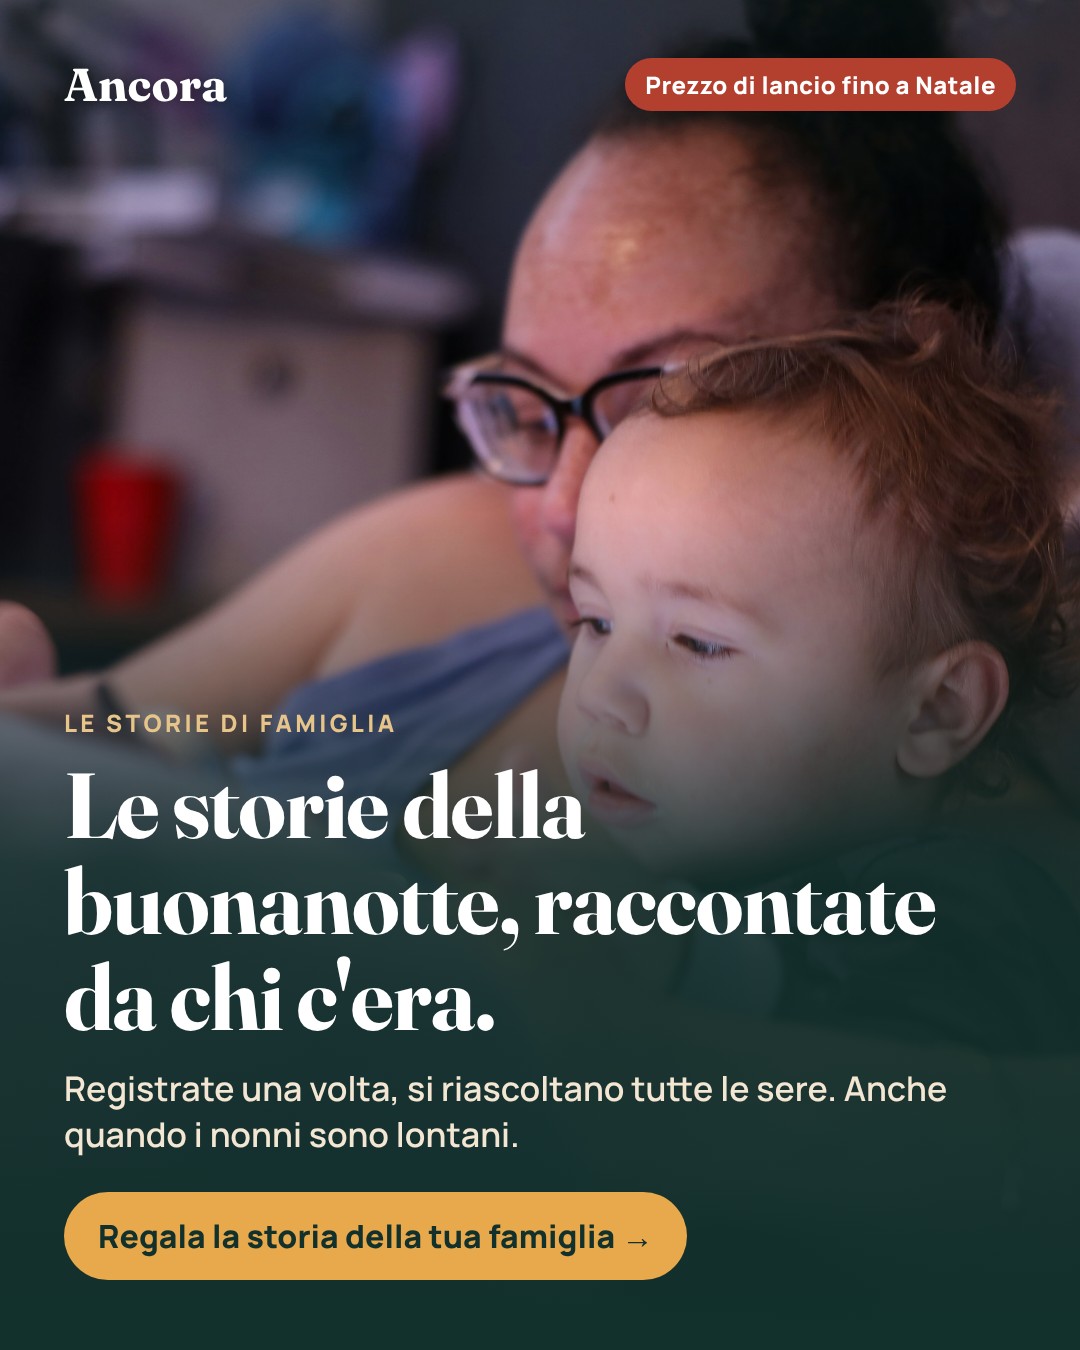 Ancora
Prezzo di lancio fino a Natale
LE STORIE DI FAMIGLIA
Le storie della
buonanotte, raccontate
da chi c'era.
Registrate una volta, si riascoltano tutte le sere. Anche
quando i nonni sono lontani.
Regala la storia della tua famiglia →